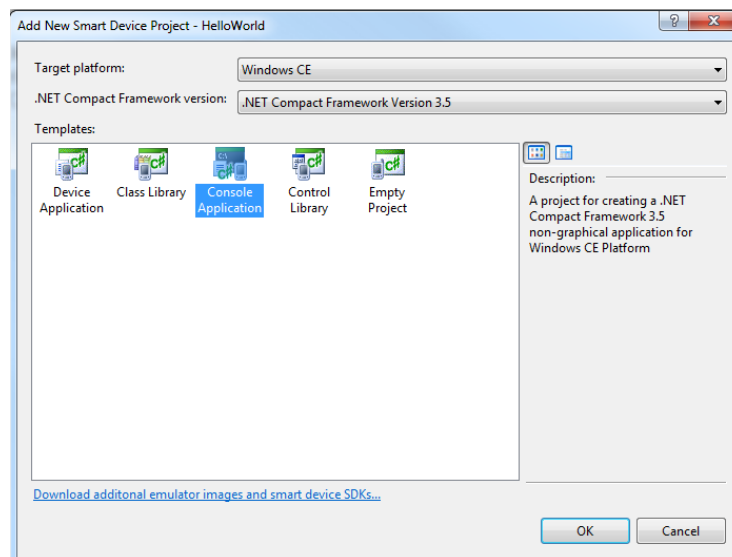 Add New Smart Device Project - HelloWorld
Target platform:
Windows CE
.NET Compact Framework version:
.NET Compact Framework Version 3.5
Templates:
Device
Application
Class Library
Console
Application
Control
Library
Empty
Project
Description:
A project for creating a .NET
Compact Framework 3.5
non-graphical application for
Windows CE Platform
Download additonal emulator images and smart device SDKs...
OK
Cancel